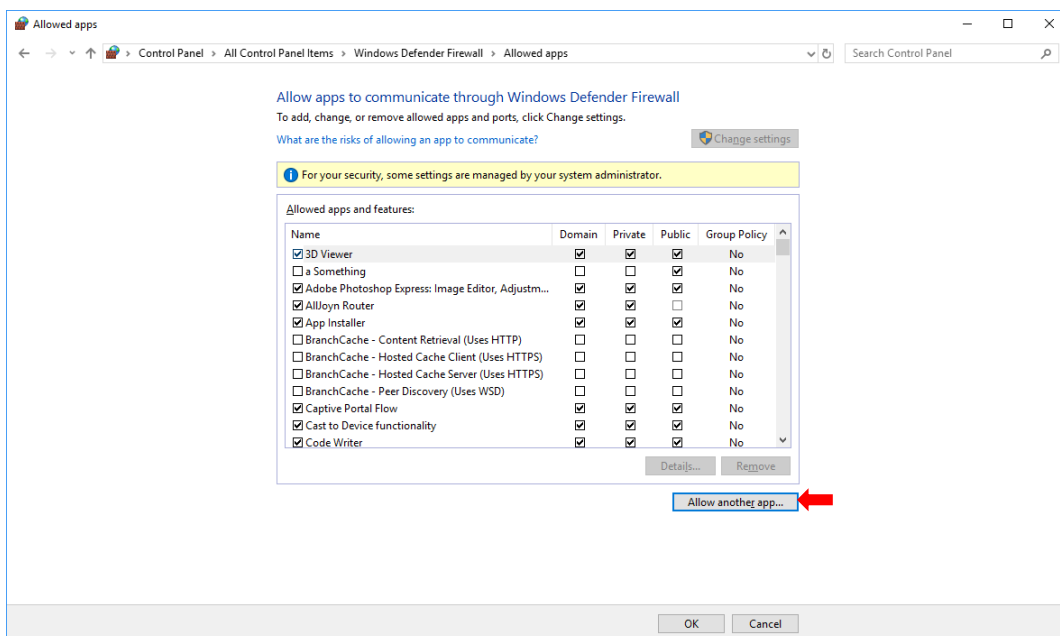 Allowed apps
Control Panel > All Control Panel Items > Windows Defender Firewall > Allowed apps
Search Control Panel
Allow apps to communicate through Windows Defender Firewall
To add, change, or remove allowed apps and ports, click Change settings.
What are the risks of allowing an app to communicate?
Change settings
For your security, some settings are managed by your system administrator.
Allowed apps and features:
Name Domain Private Public Group Policy
3D Viewer No
a Something No
Adobe Photoshop Express: Image Editor, Adjustm... No
AllJoyn Router No
App Installer No
BranchCache - Content Retrieval (Uses HTTP) No
BranchCache - Hosted Cache Client (Uses HTTPS) No
BranchCache - Hosted Cache Server (Uses HTTPS) No
BranchCache - Peer Discovery (Uses WSD) No
Captive Portal Flow No
Cast to Device functionality No
Code Writer No
Details... Remove
Allow another app...
OK Cancel